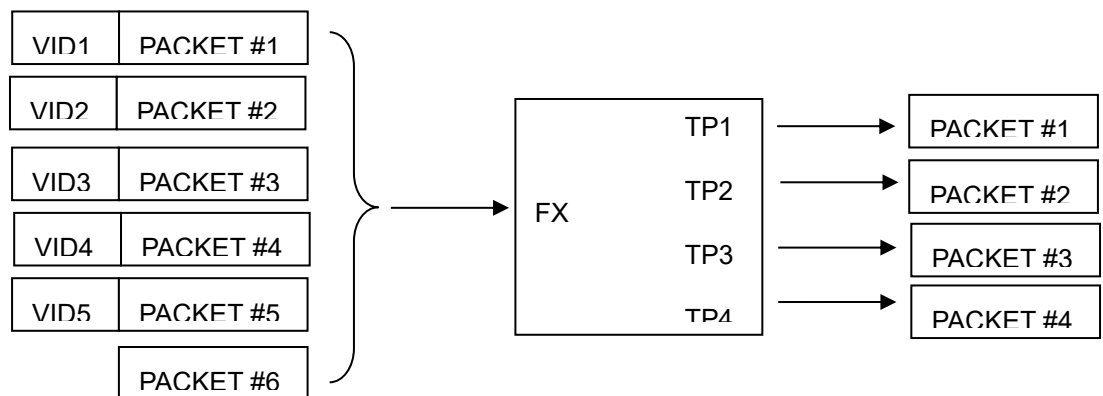 VID1 PACKET #1
VID2 PACKET #2
VID3 PACKET #3
VID4 PACKET #4
VID5 PACKET #5
PACKET #6
FX
TP1
TP2
TP3
TP4
PACKET #1
PACKET #2
PACKET #3
PACKET #4